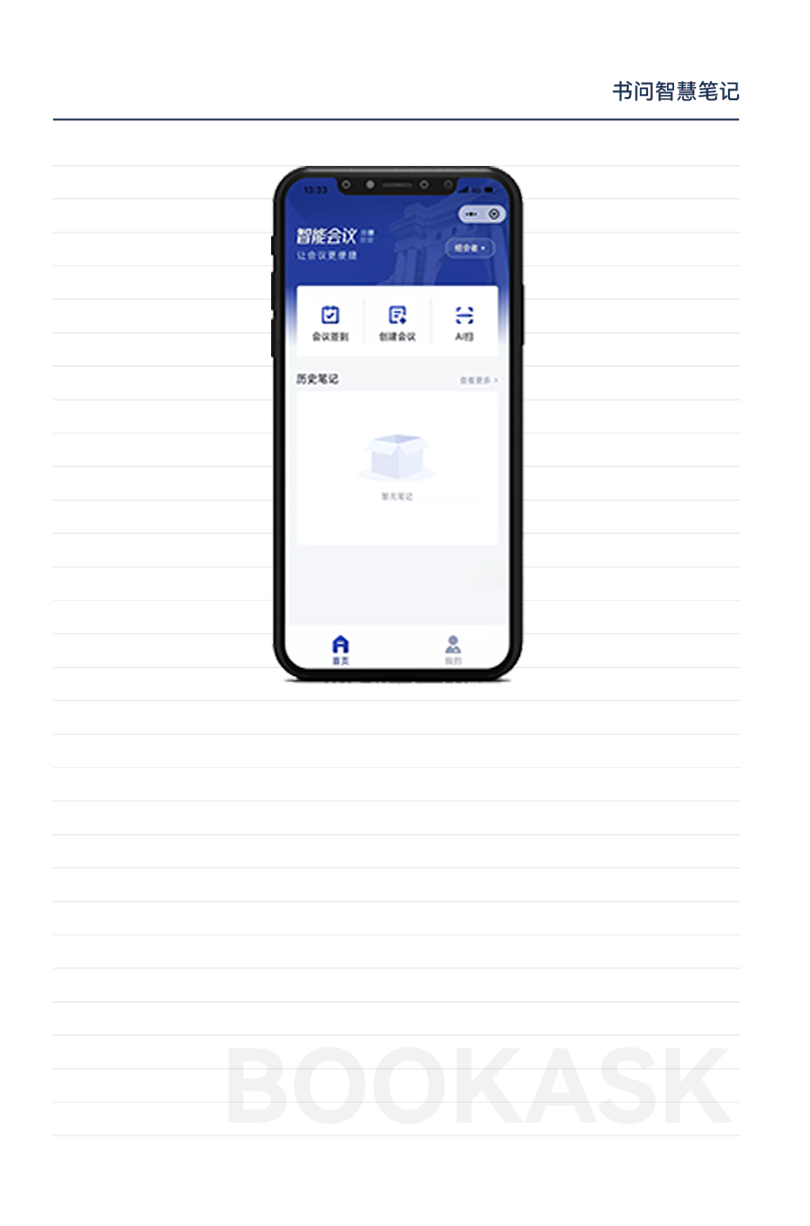 书问智慧笔记
13:33
4G
智能会议
组会者
让会议更便捷
会议签到
创建会议
AI扫
历史笔记
查看更多 >
暂无笔记
首页
我的
BOOKASK